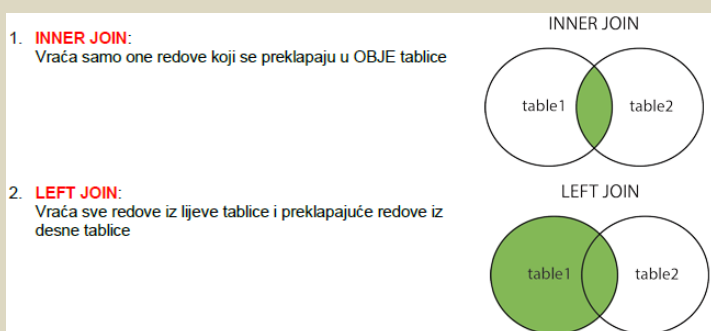 1. INNER JOIN:
Vraća samo one redove koji se preklapaju u OBJE tablice
INNER JOIN
table1
table2
2. LEFT JOIN:
Vraća sve redove iz lijeve tablice i preklapajuće redove iz
desne tablice
LEFT JOIN
table1
table2